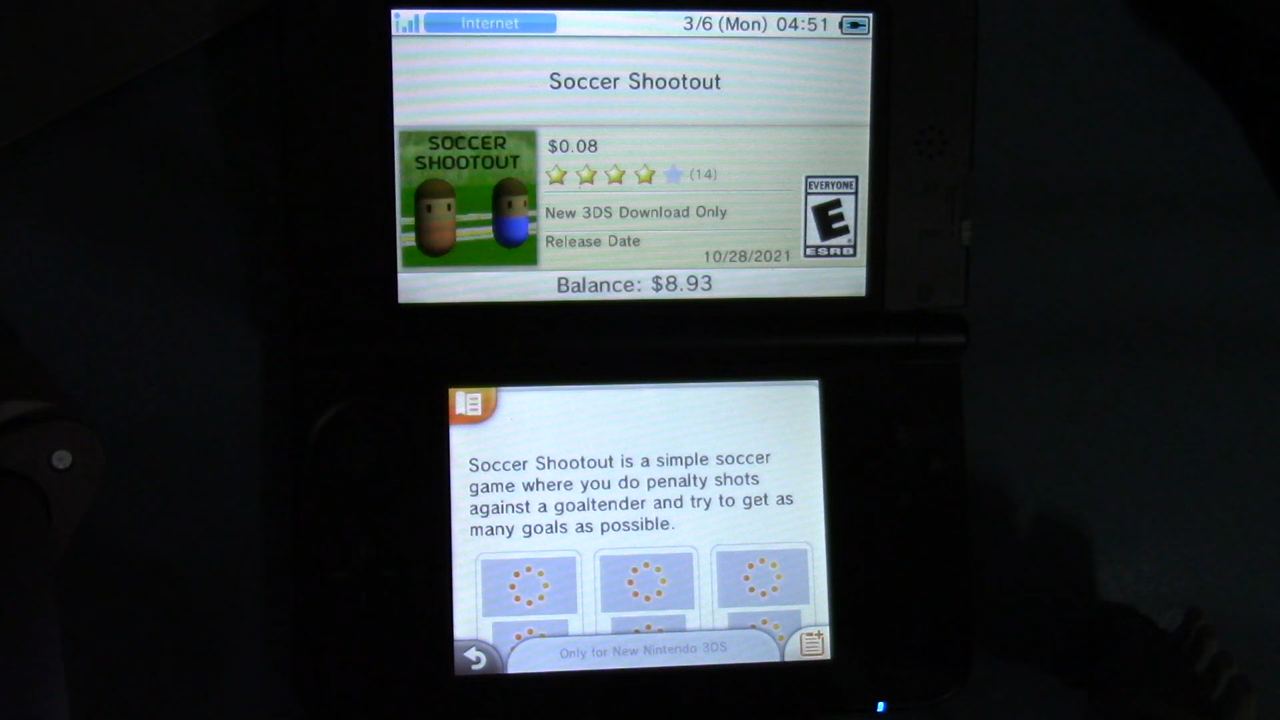 Internet
3/6 (Mon) 04:51
Soccer Shootout
SOCCER
SHOOTOUT
$0.08
(14)
New 3DS Download Only
Release Date
10/28/2021
EVERYONE
E
ESRB
Balance: $8.93
Soccer Shootout is a simple soccer
game where you do penalty shots
against a goaltender and try to get as
many goals as possible.
Only for New Nintendo 3DS